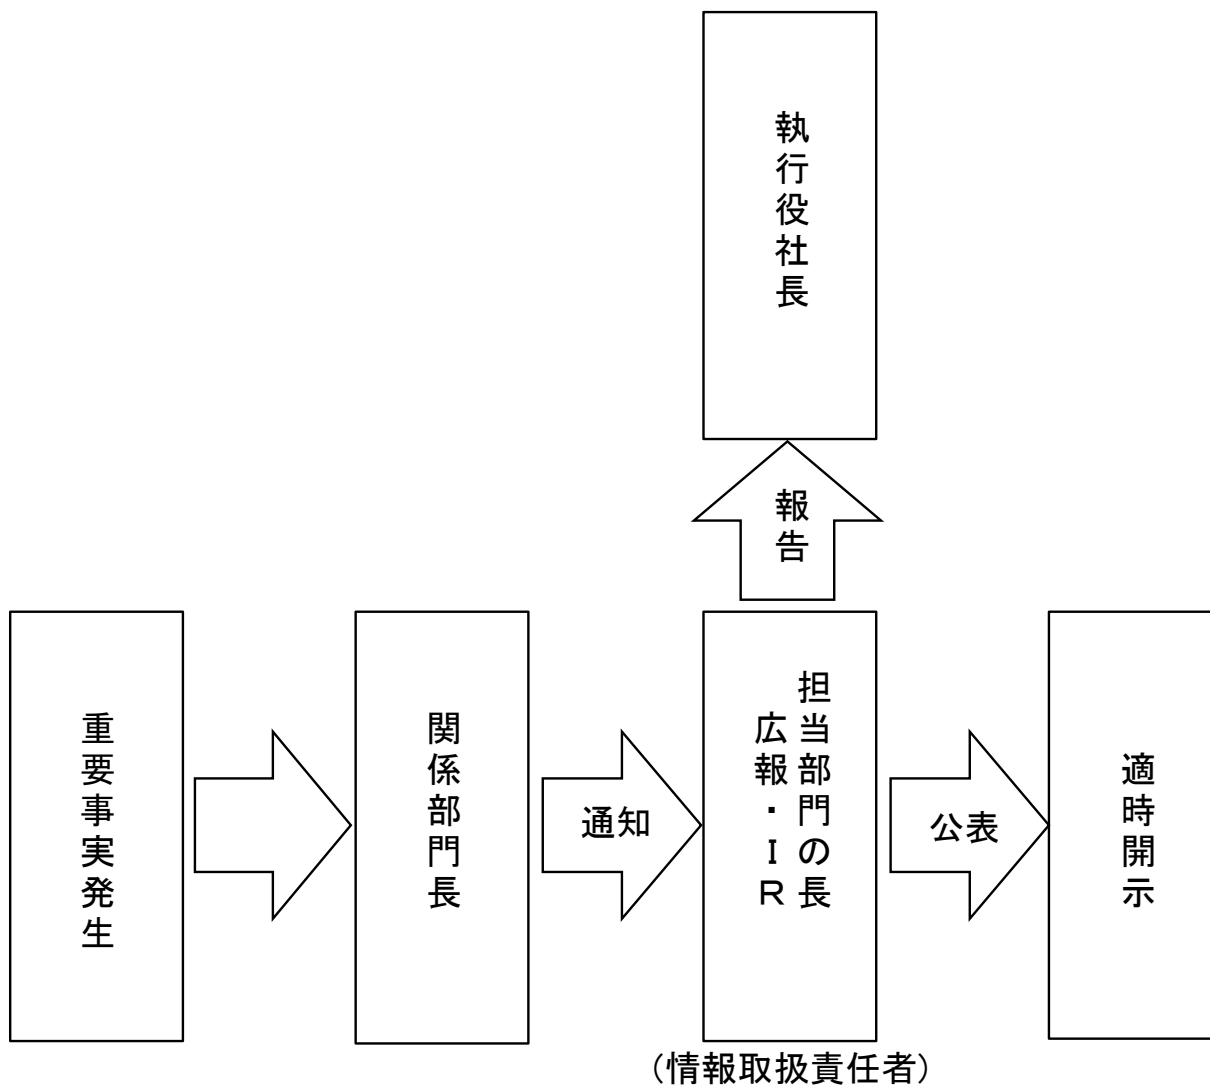 執行役社長
報告
重要事実発生
関係部門長
通知
広報・ＩＲ
担当部門の長
公表
適時開示
（情報取扱責任者）